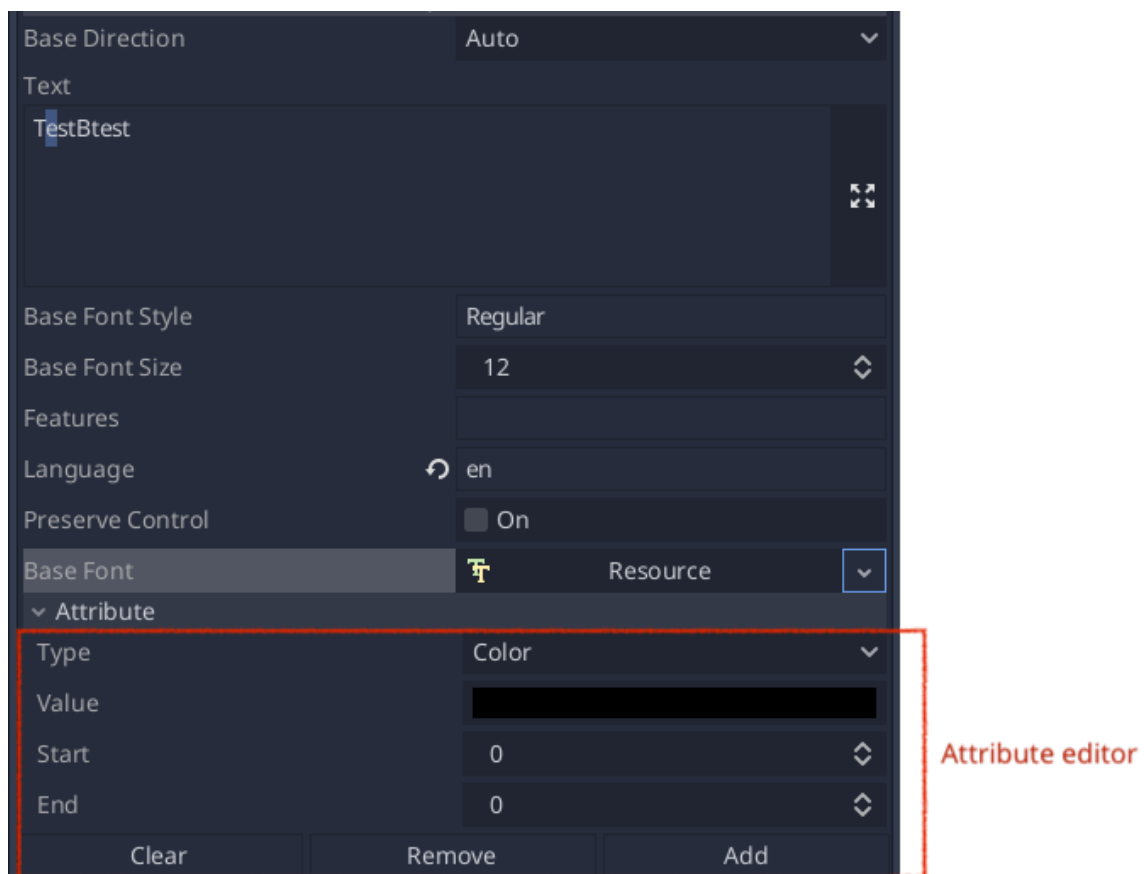 Base Direction Auto
Text
TestBtest
Base Font Style Regular
Base Font Size 12
Features
Language en
Preserve Control On
Base Font Resource
Attribute
Type Color
Value
Start 0
Attribute editor
End 0
Clear Remove Add